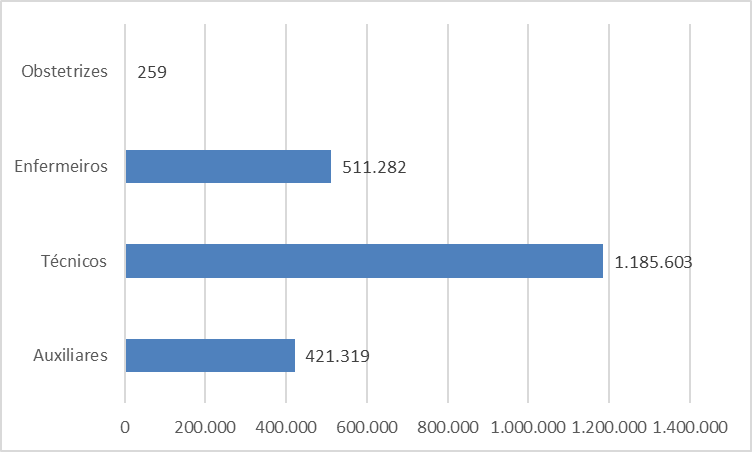 Obstetrizes 259
Enfermeiros 511.282
Técnicos 1.185.603
Auxiliares 421.319
0 200.000 400.000 600.000 800.000 1.000.000 1.200.000 1.400.000